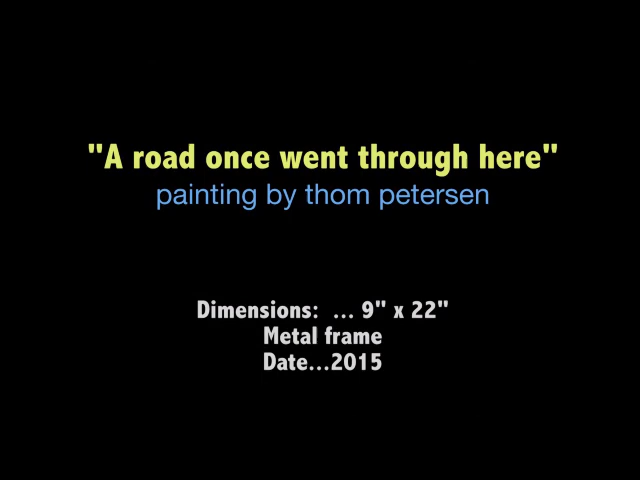 "A road once went through here"
painting by thom petersen
Dimensions:  ... 9" x 22"
Metal frame
Date...2015